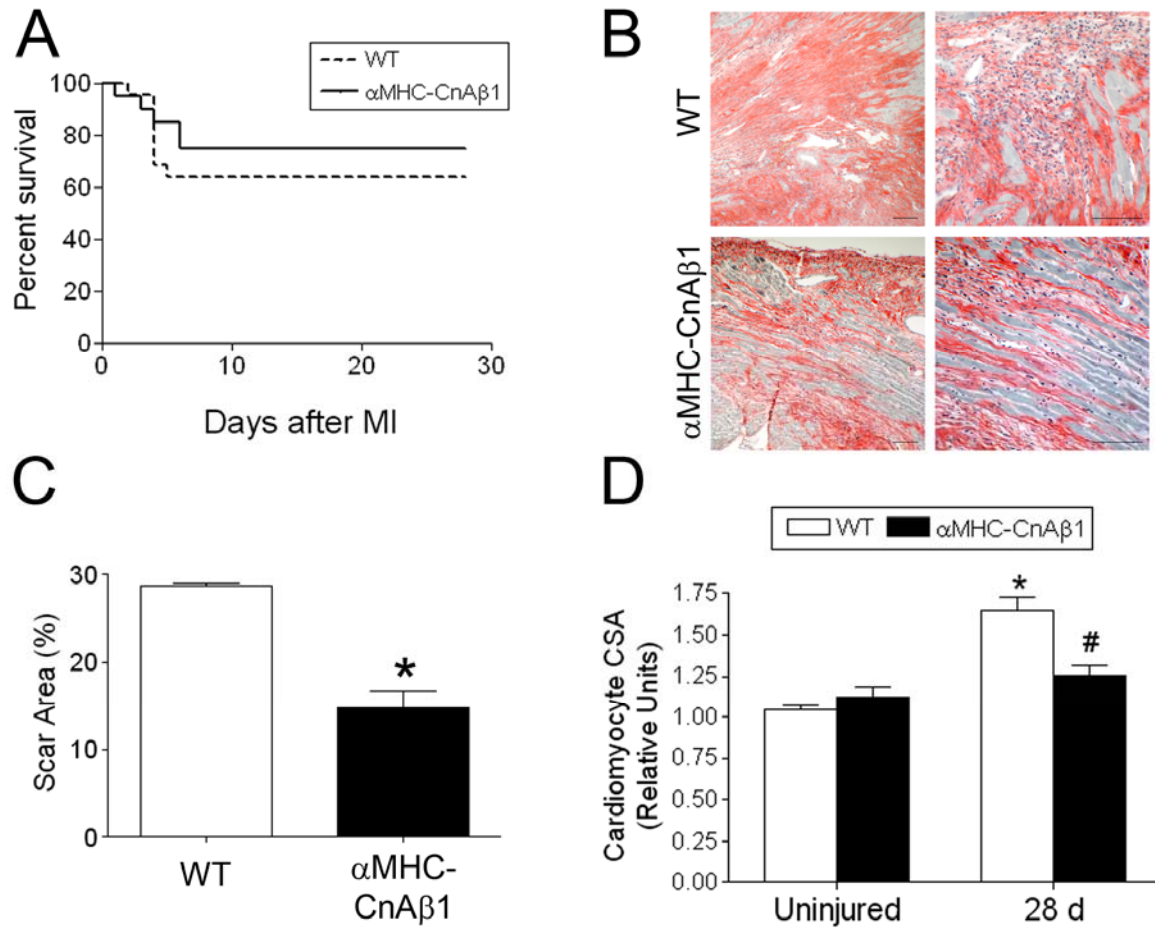 A
WT
αMHC-CnAβ1
100
80
60
40
20
0
Percent survival
0 10 20 30
Days after MI
B
WT
αMHC-CnAβ1
C
30
20
10
0
Scar Area (%)
*
WT
αMHC-
CnAβ1
D
WT αMHC-CnAβ1
1.75
1.50
1.25
1.00
0.75
0.50
0.25
0.00
Cardiomyocyte CSA
(Relative Units)
*
#
Uninjured 28 d